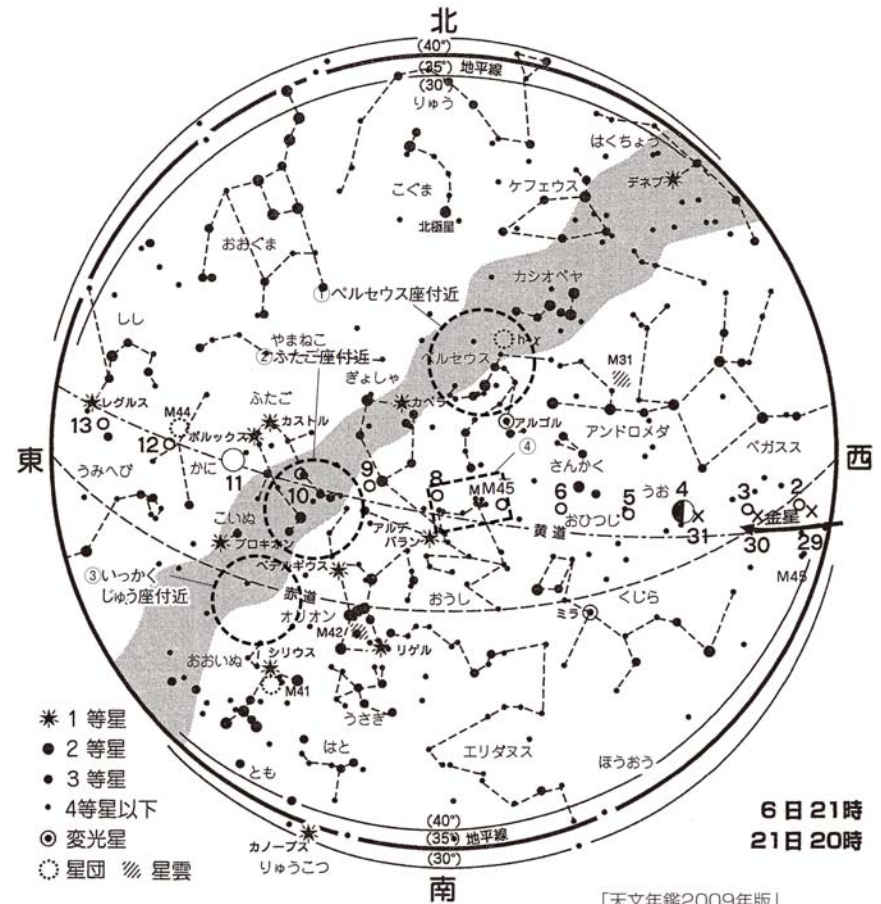 北
(40°)
(35°) 地平線
(30°)
りゅう
はくちょう
デネブ
ケフェウス
こぐま
北極星
おおぐま
カシオペヤ
①ペルセウス座付近
しし
やまねこ
②ふたご座付近
ペルセウス
h・χ
M31
ぎょしゃ
カペラ
レグルス
M44
ふたご
カストル
アルゴル
アンドロメダ
13
12
ポルックス
④
ペガスス
東
うみへび
かに
11
10
9
8
M45
さんかく
6
5
うお
4
3
2
西
おひつじ
黄道
31
金星
30
29
こいぬ
プロキオン
アルデ
バラン
M45
ベテルギウス
③いっかく
じゅう座付近
赤道
おうし
くじら
オリオン
M42
ミラ
シリウス
リゲル
おおいぬ
M41
うさぎ
エリダヌス
はと
とも
ほうおう
✴ 1 等星
● 2 等星
● 3 等星
・ 4等星以下
◉ 変光星
星団 星雲
カノープス
りゅうこつ
(40°)
(35°) 地平線
(30°)
南
6日 21時
21日 20時
「天文年鑑2009年版」